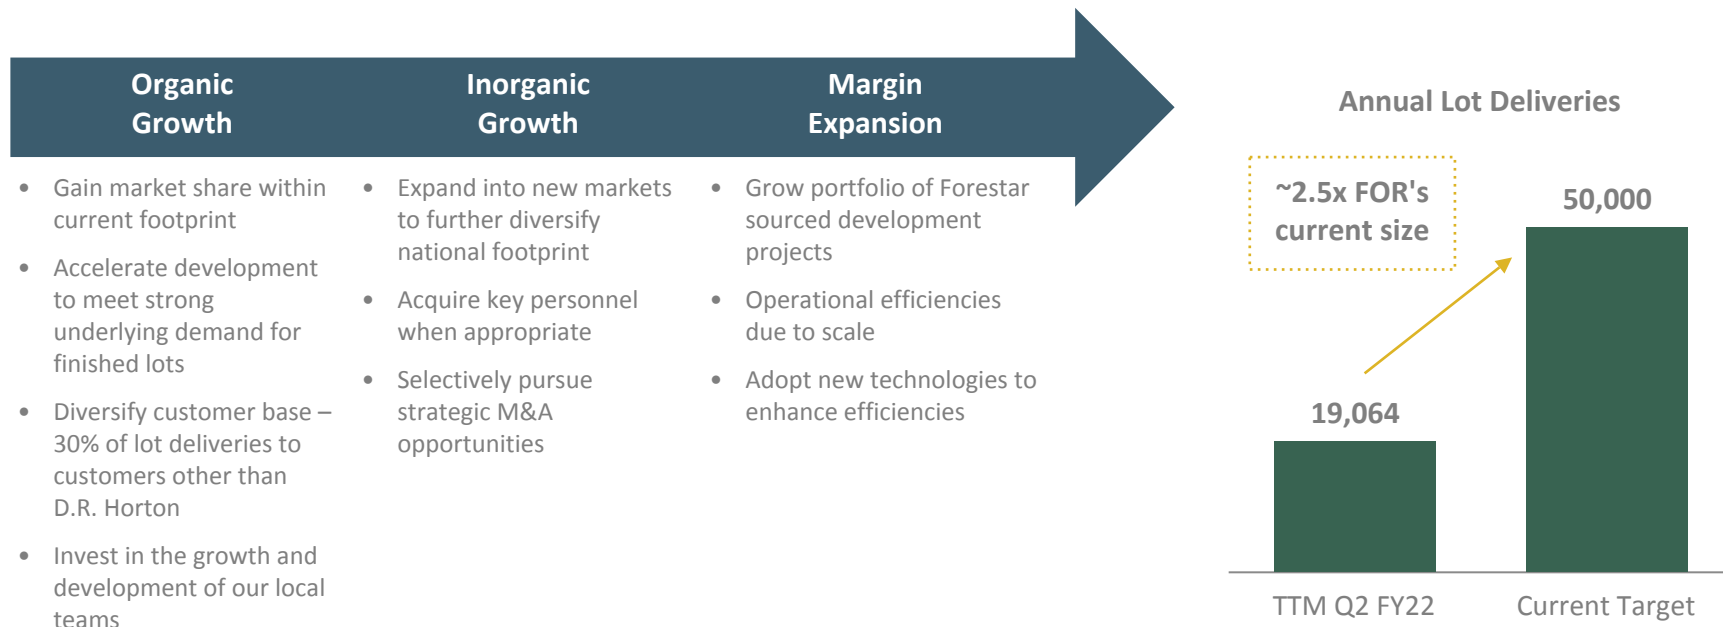 Organic
Growth
Inorganic
Growth
Margin
Expansion
• Gain market share within
current footprint
• Accelerate development
to meet strong
underlying demand for
finished lots
• Diversify customer base –
30% of lot deliveries to
customers other than
D.R. Horton
• Invest in the growth and
development of our local
teams
• Expand into new markets
to further diversify
national footprint
• Acquire key personnel
when appropriate
• Selectively pursue
strategic M&A
opportunities
• Grow portfolio of Forestar
sourced development
projects
• Operational efficiencies
due to scale
• Adopt new technologies to
enhance efficiencies
Annual Lot Deliveries
~2.5x FOR's
current size
50,000
19,064
TTM Q2 FY22
Current Target